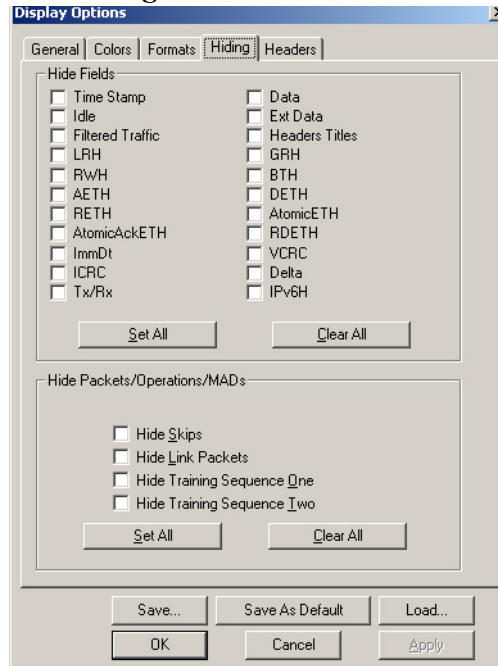 Display Options
General Colors Formats Hiding Headers
Hide Fields
Time Stamp Data
Idle Ext Data
Filtered Traffic Headers Titles
LRH GRH
RWH BTH
AETH DETH
RETH AtomicETH
AtomicAckETH RDETH
ImmDt VCRC
ICRC Delta
Tx/Rx IPv6H
Set All Clear All
Hide Packets/Operations/MADs
Hide Skips
Hide Link Packets
Hide Training Sequence One
Hide Training Sequence Two
Set All Clear All
Save... Save As Default Load...
OK Cancel Apply